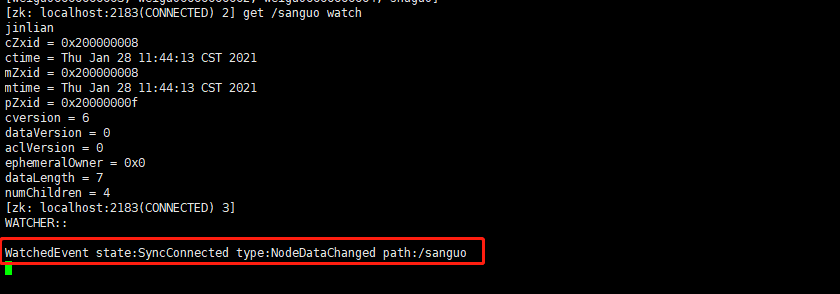 [zk: localhost:2183(CONNECTED) 2] get /sanguo watch
jinlian
cZxid = 0x200000008
ctime = Thu Jan 28 11:44:13 CST 2021
mZxid = 0x200000008
mtime = Thu Jan 28 11:44:13 CST 2021
pZxid = 0x20000000f
cversion = 6
dataVersion = 0
aclVersion = 0
ephemeralOwner = 0x0
dataLength = 7
numChildren = 4
[zk: localhost:2183(CONNECTED) 3]
WATCHER::
WatchedEvent state:SyncConnected type:NodeDataChanged path:/sanguo